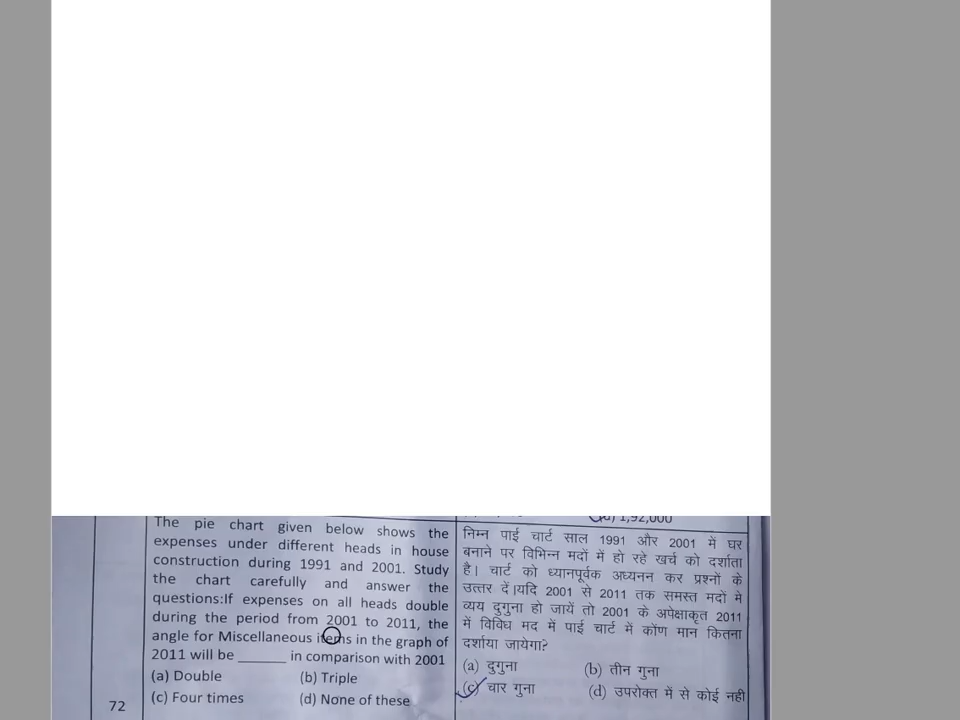 (d) 1,92,000
The pie chart given below shows the
expenses under different heads in house
construction during 1991 and 2001. Study
the chart carefully and answer the
questions:If expenses on all heads double
during the period from 2001 to 2011, the
angle for Miscellaneous items in the graph of
2011 will be ______ in comparison with 2001
(a) Double (b) Triple
(c) Four times (d) None of these
72
निम्न पाई चार्ट साल 1991 और 2001 में घर
बनाने पर विभिन्न मदों में हो रहे खर्च को दर्शाता
है। चार्ट को ध्यानपूर्वक अध्यनन कर प्रश्नों के
उत्तर दें।यदि 2001 से 2011 तक समस्त मदों मे
व्यय दुगुना हो जायें तो 2001 के अपेक्षाकृत 2011
में विविध मद में पाई चार्ट में कोंण मान कितना
दर्शाया जायेगा?
(a) दुगुना (b) तीन गुना
(c) चार गुना (d) उपरोक्त में से कोई नही